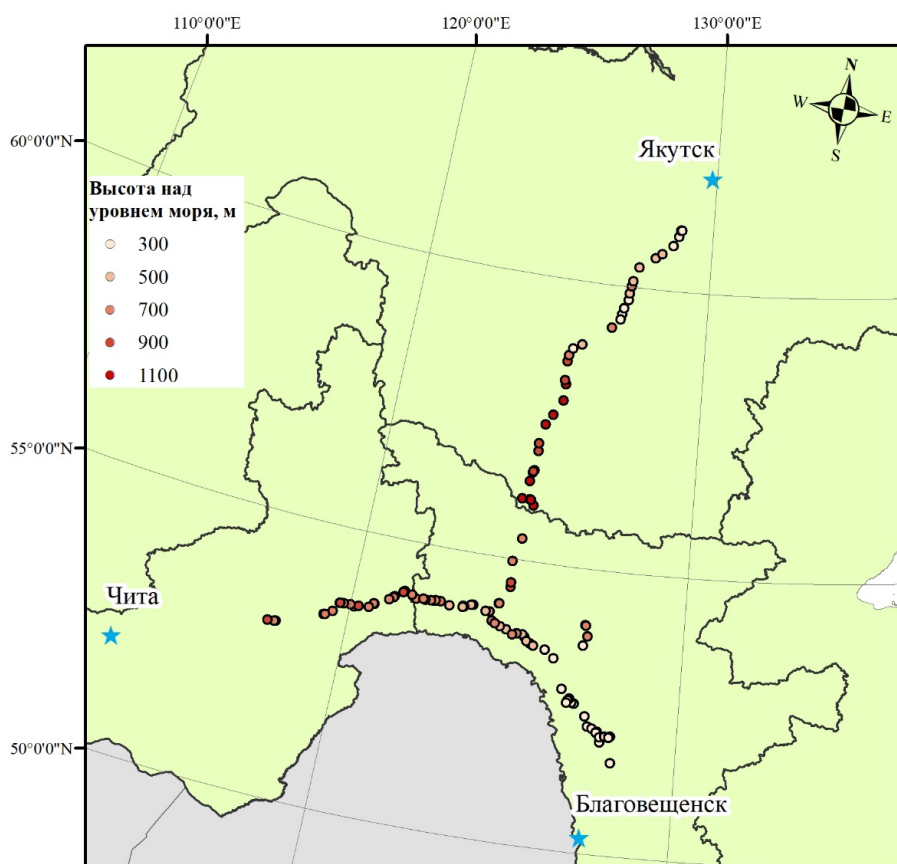 110°0'0"E
120°0'0"E
130°0'0"E
N
W
E
S
60°0'0"N
Якутск
Высота над
уровнем моря, м
300
500
700
900
1100
55°0'0"N
Чита
50°0'0"N
Благовещенск